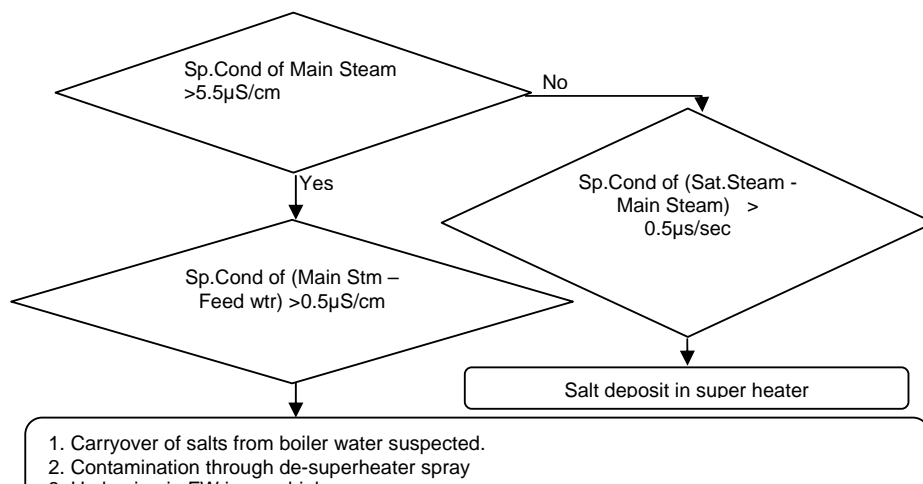 Sp.Cond of Main Steam
>5.5µS/cm
No
Yes
Sp.Cond of (Sat.Steam -
Main Steam) >
0.5µs/sec
Sp.Cond of (Main Stm –
Feed wtr) >0.5µS/cm
Salt deposit in super heater
1. Carryover of salts from boiler water suspected.
2. Contamination through de-superheater spray